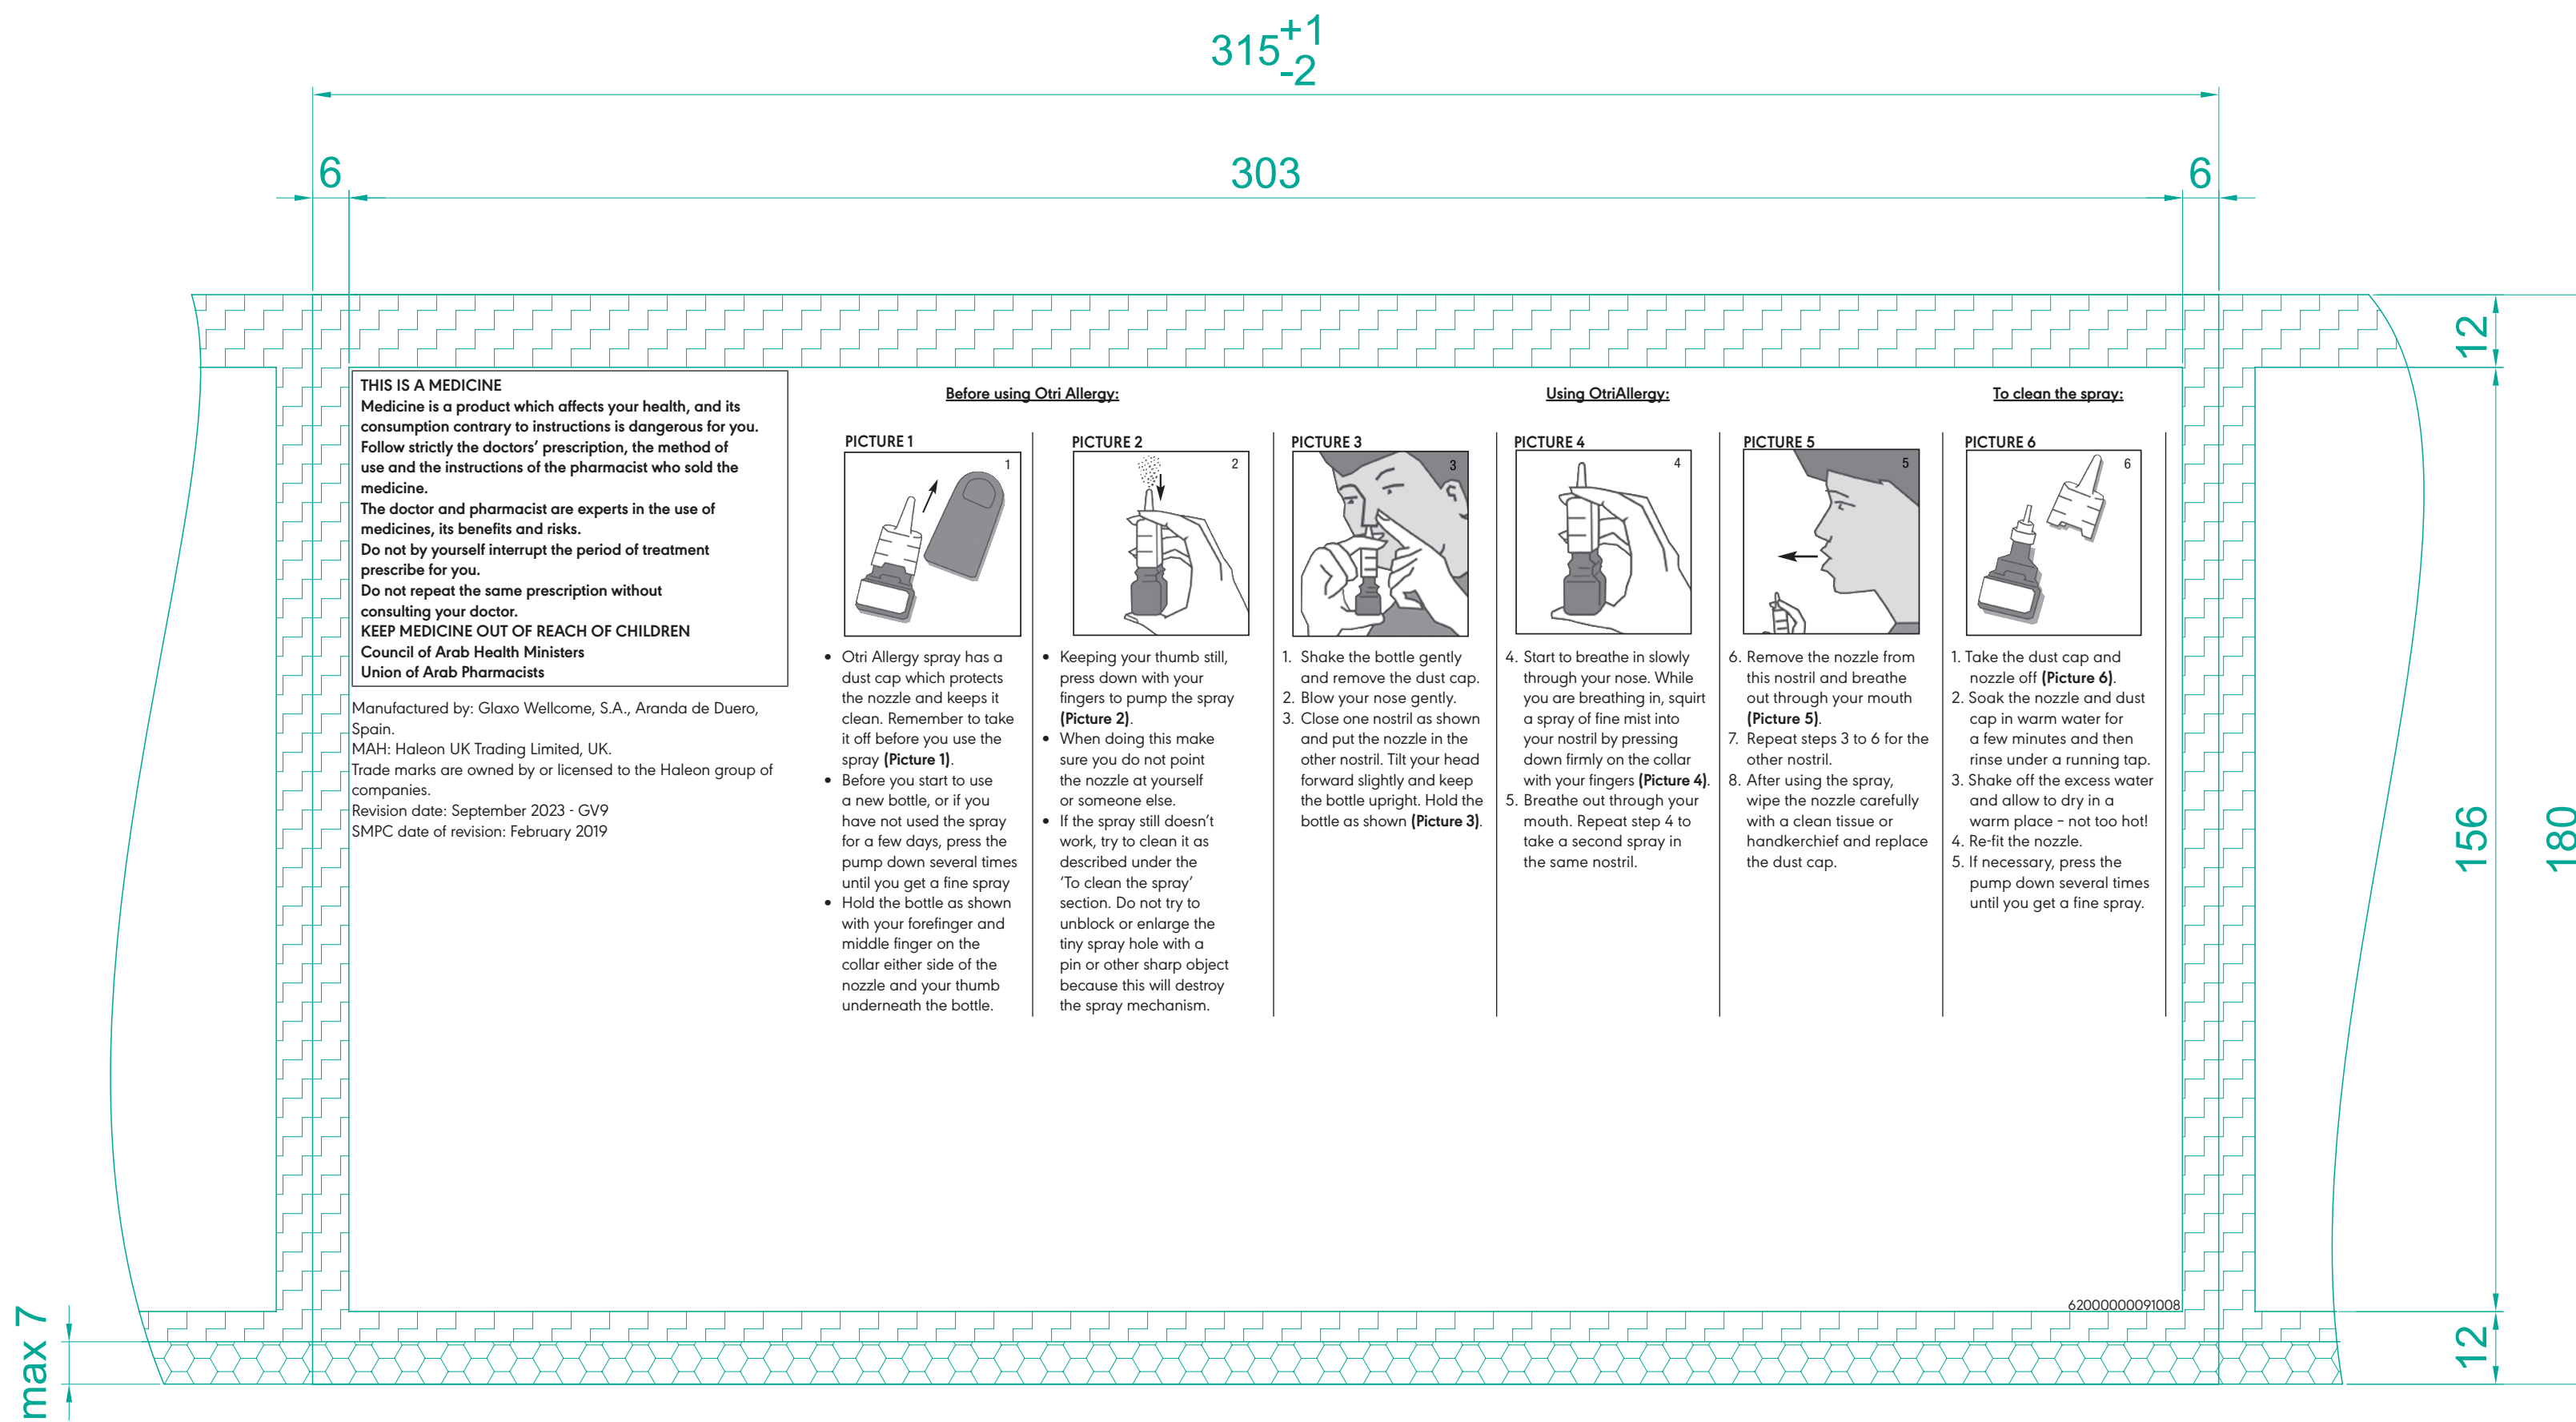 315 +1 -2
6
303
6
12
156
180
12
max 7
THIS IS A MEDICINE
Medicine is a product which affects your health, and its
consumption contrary to instructions is dangerous for you.
Follow strictly the doctors’ prescription, the method of
use and the instructions of the pharmacist who sold the
medicine.
The doctor and pharmacist are experts in the use of
medicines, its benefits and risks.
Do not by yourself interrupt the period of treatment
prescribe for you.
Do not repeat the same prescription without
consulting your doctor.
KEEP MEDICINE OUT OF REACH OF CHILDREN
Council of Arab Health Ministers
Union of Arab Pharmacists
Manufactured by: Glaxo Wellcome, S.A., Aranda de Duero,
Spain.
MAH: Haleon UK Trading Limited, UK.
Trade marks are owned by or licensed to the Haleon group of
companies.
Revision date: September 2023 - GV9
SMPC date of revision: February 2019
Before using Otri Allergy:
PICTURE 1
1
• Otri Allergy spray has a
dust cap which protects
the nozzle and keeps it
clean. Remember to take
it off before you use the
spray (Picture 1).
• Before you start to use
a new bottle, or if you
have not used the spray
for a few days, press the
pump down several times
until you get a fine spray
• Hold the bottle as shown
with your forefinger and
middle finger on the
collar either side of the
nozzle and your thumb
underneath the bottle.
PICTURE 2
2
• Keeping your thumb still,
press down with your
fingers to pump the spray
(Picture 2).
• When doing this make
sure you do not point
the nozzle at yourself
or someone else.
• If the spray still doesn’t
work, try to clean it as
described under the
‘To clean the spray’
section. Do not try to
unblock or enlarge the
tiny spray hole with a
pin or other sharp object
because this will destroy
the spray mechanism.
Using OtriAllergy:
PICTURE 3
3
1. Shake the bottle gently
and remove the dust cap.
2. Blow your nose gently.
3. Close one nostril as shown
and put the nozzle in the
other nostril. Tilt your head
forward slightly and keep
the bottle upright. Hold the
bottle as shown (Picture 3).
PICTURE 4
4
4. Start to breathe in slowly
through your nose. While
you are breathing in, squirt
a spray of fine mist into
your nostril by pressing
down firmly on the collar
with your fingers (Picture 4).
5. Breathe out through your
mouth. Repeat step 4 to
take a second spray in
the same nostril.
PICTURE 5
5
6. Remove the nozzle from
this nostril and breathe
out through your mouth
(Picture 5).
7. Repeat steps 3 to 6 for the
other nostril.
8. After using the spray,
wipe the nozzle carefully
with a clean tissue or
handkerchief and replace
the dust cap.
To clean the spray:
PICTURE 6
6
1. Take the dust cap and
nozzle off (Picture 6).
2. Soak the nozzle and dust
cap in warm water for
a few minutes and then
rinse under a running tap.
3. Shake off the excess water
and allow to dry in a
warm place – not too hot!
4. Re-fit the nozzle.
5. If necessary, press the
pump down several times
until you get a fine spray.
62000000091008